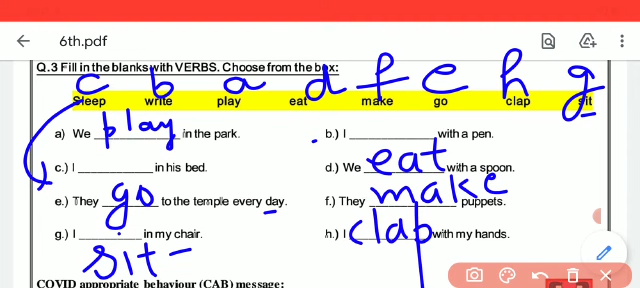 6th.pdf
Q.3 Fill in the blanks with VERBS. Choose from the box:
c b a d f e h g
Sleep write play eat make go clap sit
a) We play in the park. b.) I ____________ with a pen.
c.) I ____________ in his bed. d.) We eat with a spoon.
e.) They go to the temple every day. f.) They make puppets.
g.) I ____________ in my chair. h.) I clap with my hands.
sit
COVID appropriate behaviour (CAB) message: